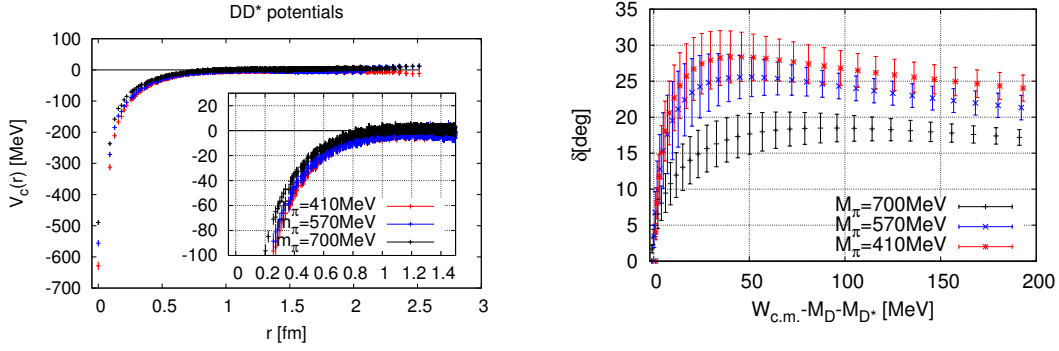 DD* potentials
V_c(r) [MeV]
100
0
-100
-200
-300
-400
-500
-600
-700
20
0
-20
-40
-60
-80
-100
m_π=410MeV
m_π=570MeV
m_π=700MeV
0 0.2 0.4 0.6 0.8 1 1.2 1.4
0 0.5 1 1.5 2 2.5 3
r [fm]
δ[deg]
35
30
25
20
15
10
5
0
M_π=700MeV
M_π=570MeV
M_π=410MeV
0 50 100 150 200
W_c.m.-M_D-M_D* [MeV]